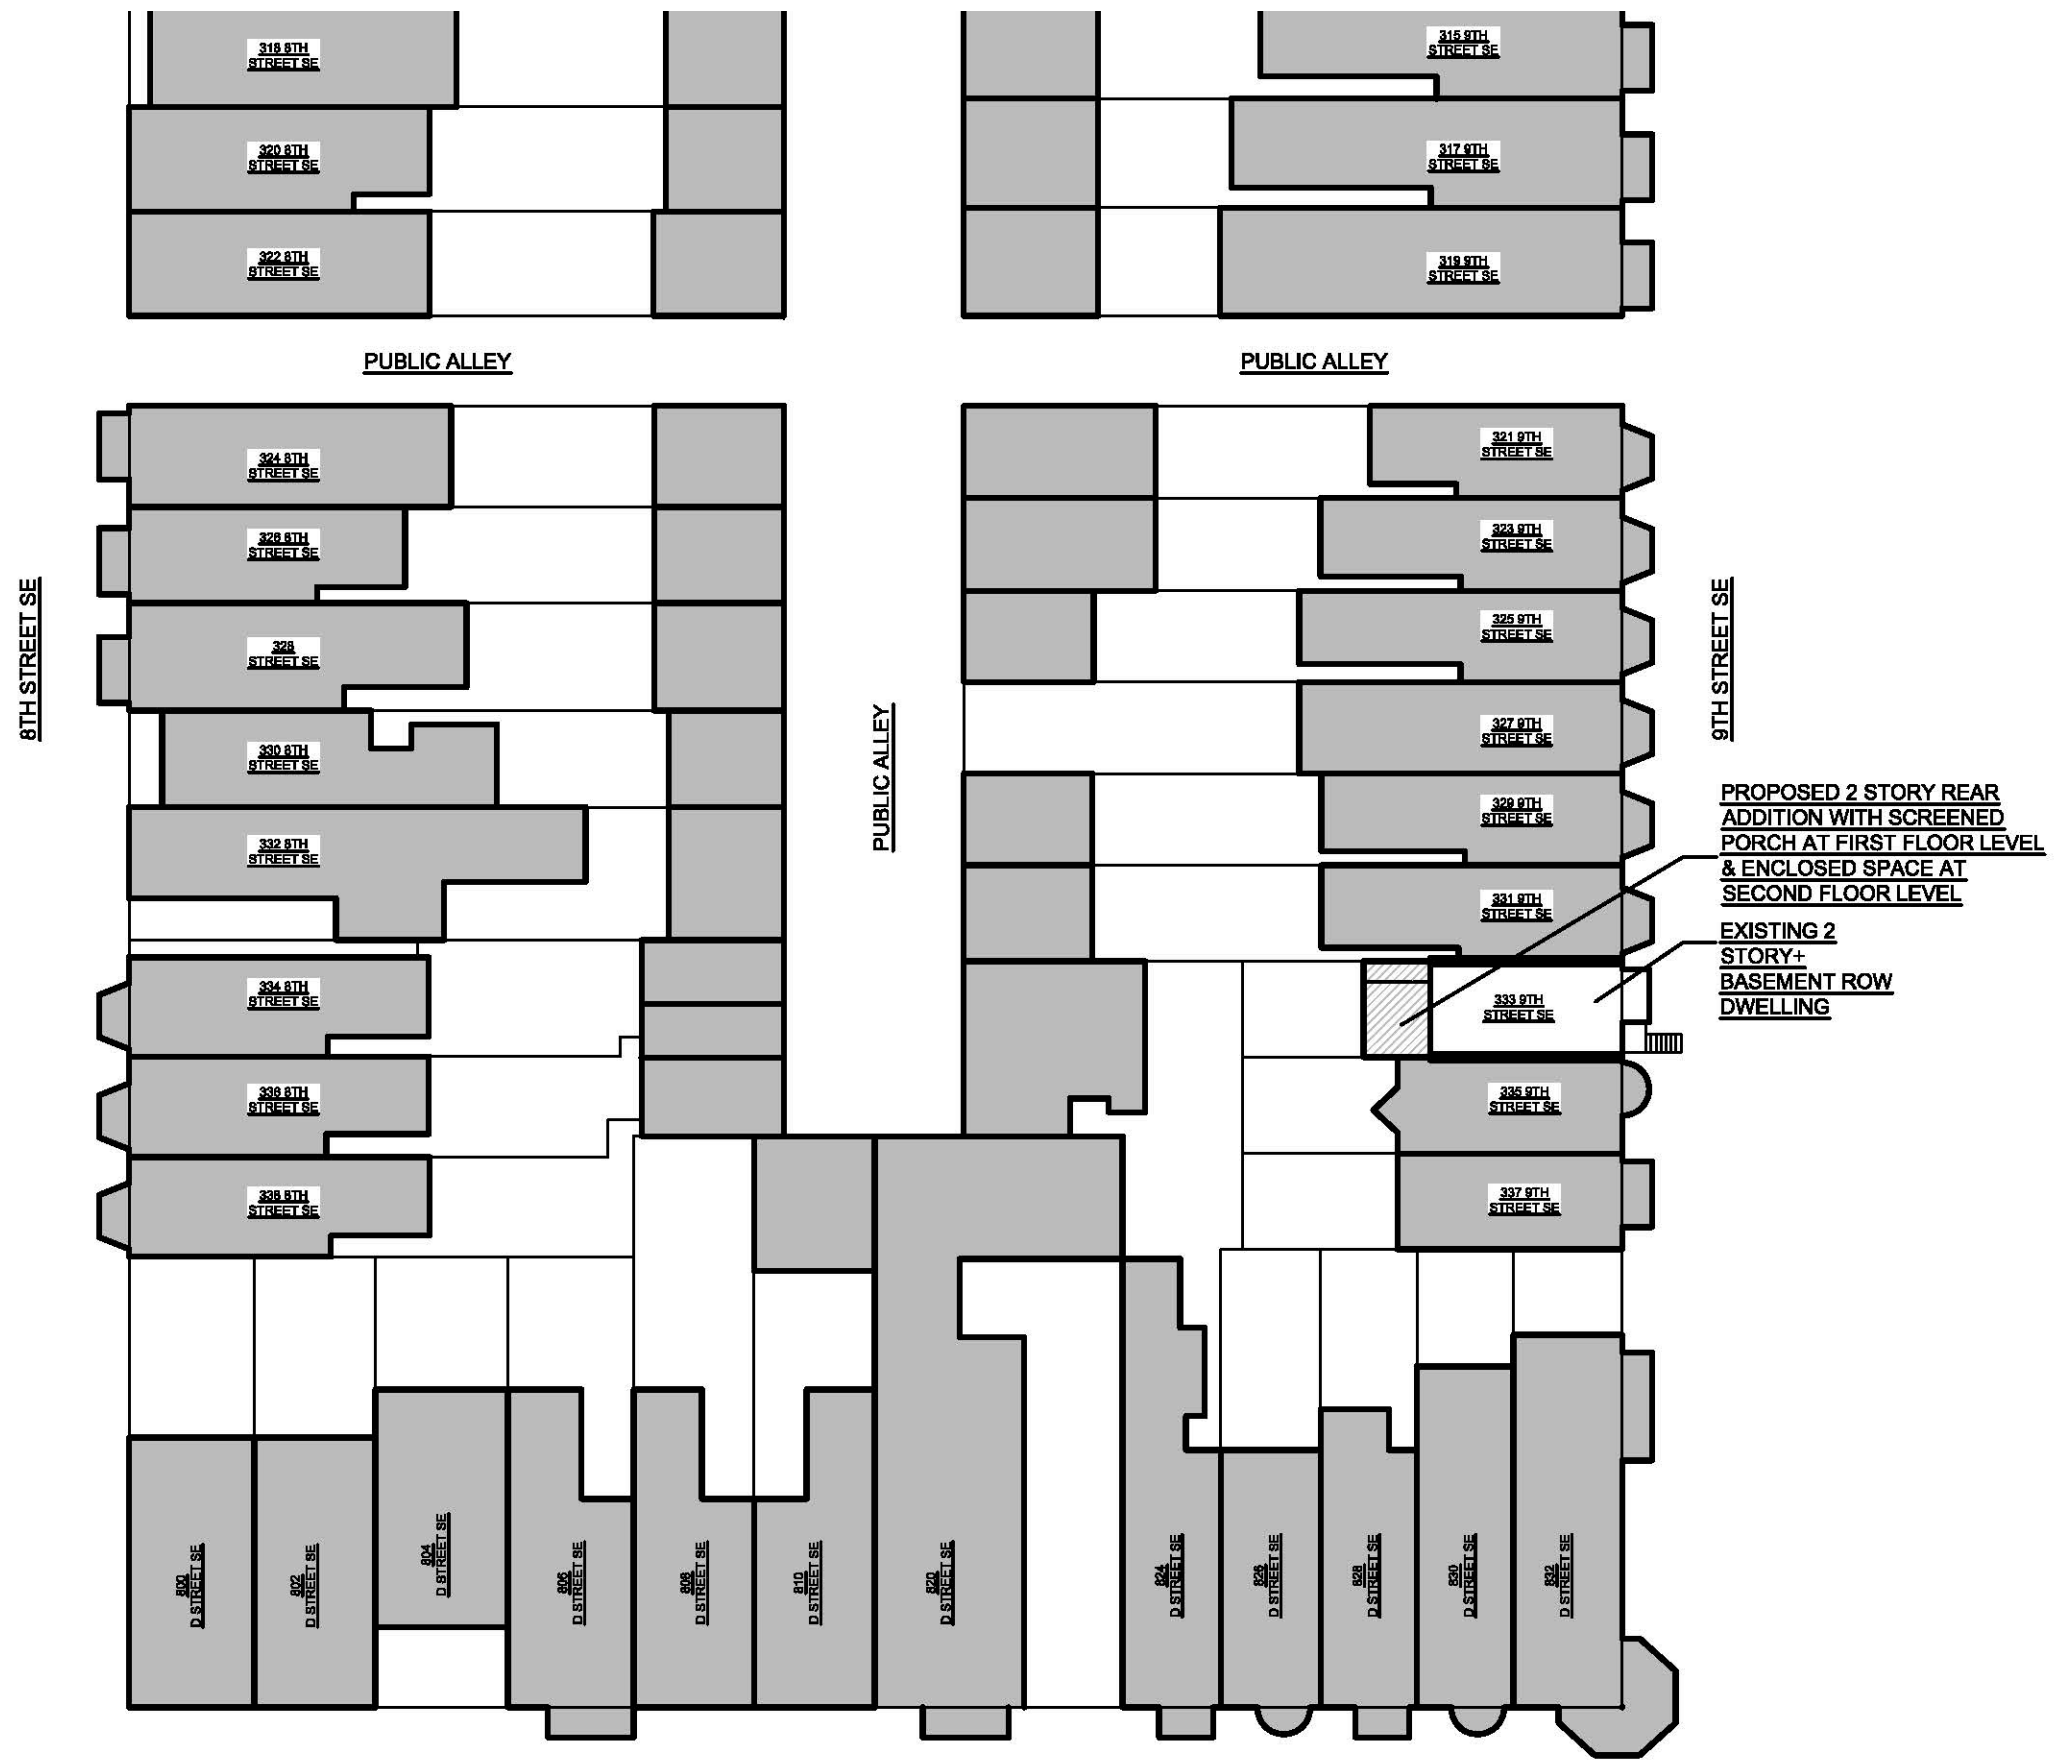 318 8TH
STREET SE
315 9TH
STREET SE
320 8TH
STREET SE
317 9TH
STREET SE
322 8TH
STREET SE
319 9TH
STREET SE
PUBLIC ALLEY
PUBLIC ALLEY
324 8TH
STREET SE
321 9TH
STREET SE
326 8TH
STREET SE
323 9TH
STREET SE
328
STREET SE
325 9TH
STREET SE
8TH STREET SE
9TH STREET SE
PUBLIC ALLEY
330 8TH
STREET SE
327 9TH
STREET SE
332 8TH
STREET SE
329 9TH
STREET SE
PROPOSED 2 STORY REAR
ADDITION WITH SCREENED
PORCH AT FIRST FLOOR LEVEL
& ENCLOSED SPACE AT
SECOND FLOOR LEVEL
331 9TH
STREET SE
EXISTING 2
STORY+
BASEMENT ROW
DWELLING
334 8TH
STREET SE
333 9TH
STREET SE
336 8TH
STREET SE
335 9TH
STREET SE
338 8TH
STREET SE
337 9TH
STREET SE
800
D STREET SE
802
D STREET SE
804
D STREET SE
806
D STREET SE
808
D STREET SE
810
D STREET SE
820
D STREET SE
824
D STREET SE
826
D STREET SE
828
D STREET SE
830
D STREET SE
832
D STREET SE